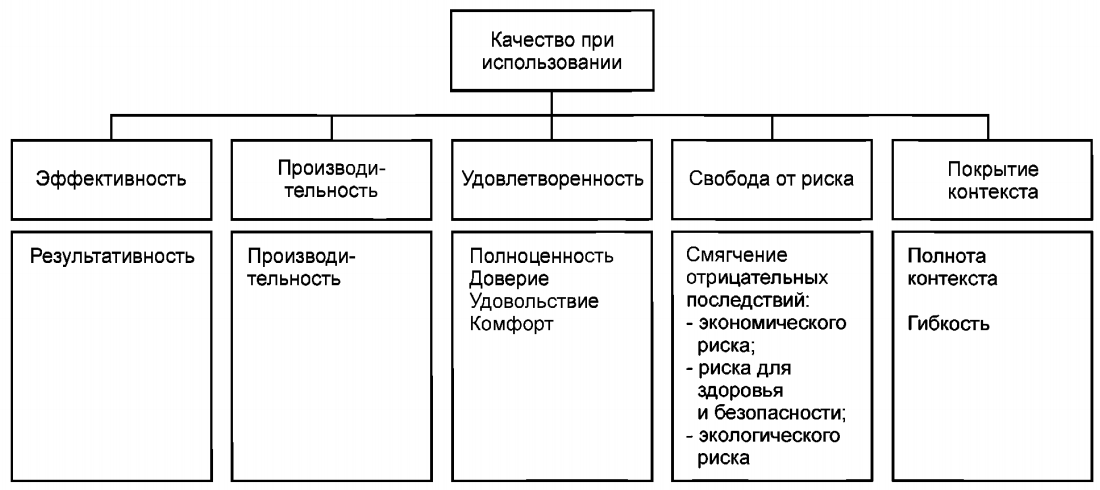 Качество при
использовании
Эффективность
Производи-
тельность
Удовлетворенность
Свобода от риска
Покрытие
контекста
Результативность
Производи-
тельность
Полноценность
Доверие
Удовольствие
Комфорт
Смягчение
отрицательных
последствий:
- экономического
риска;
- риска для
здоровья
и безопасности;
- экологического
риска
Полнота
контекста
Гибкость